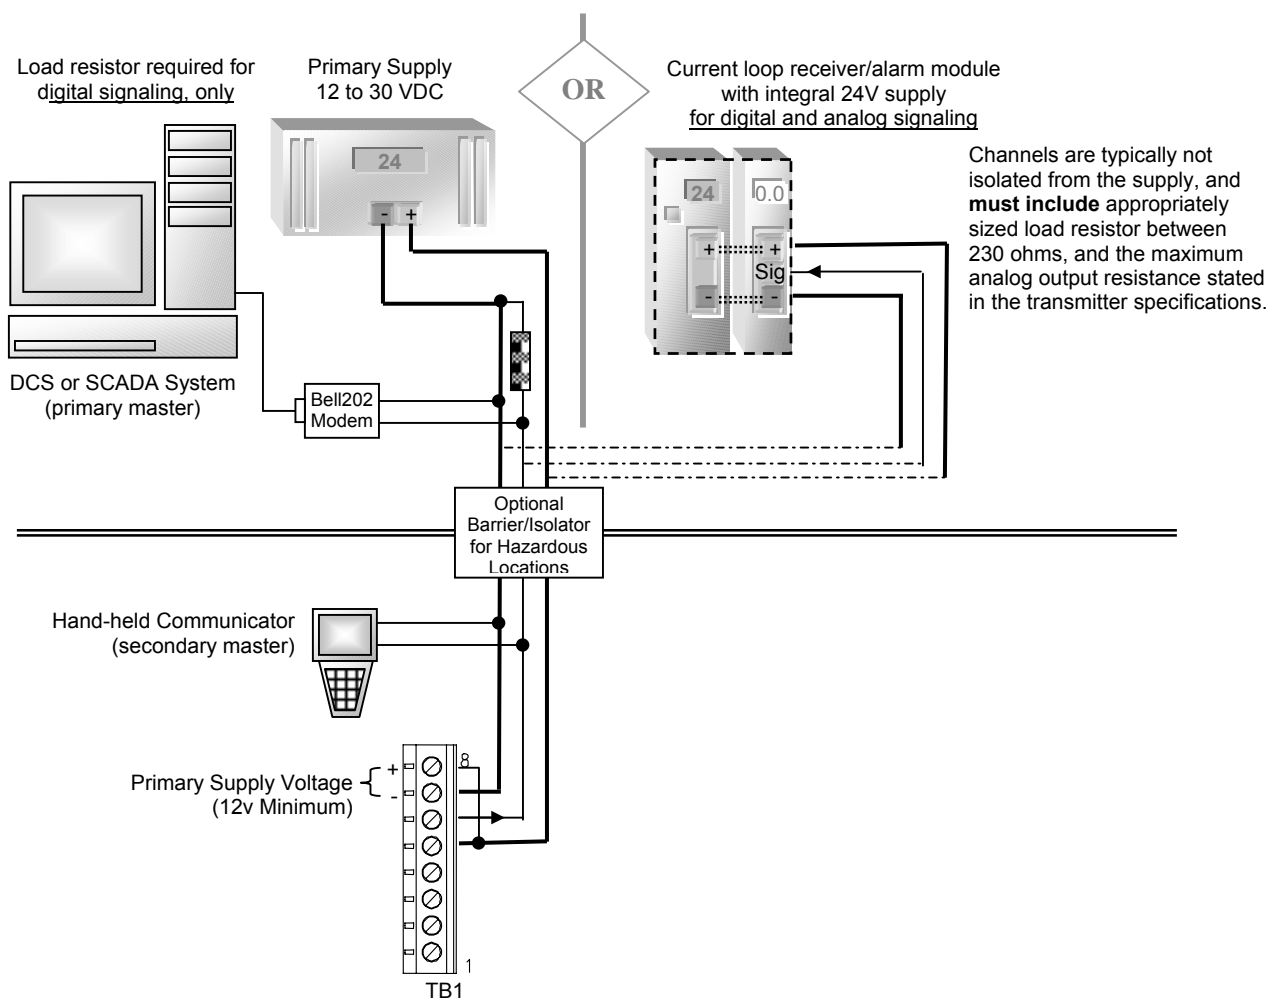 Load resistor required for
digital signaling, only
Primary Supply
12 to 30 VDC
OR
Current loop receiver/alarm module
with integral 24V supply
for digital and analog signaling
Channels are typically not
isolated from the supply, and
must include appropriately
sized load resistor between
230 ohms, and the maximum
analog output resistance stated
in the transmitter specifications.
24
- +
24
0.0
+ +
Sig
- -
DCS or SCADA System
(primary master)
Bell202
Modem
Optional
Barrier/Isolator
for Hazardous
Locations
Hand-held Communicator
(secondary master)
Primary Supply Voltage
(12v Minimum)
+
-
8
1
TB1